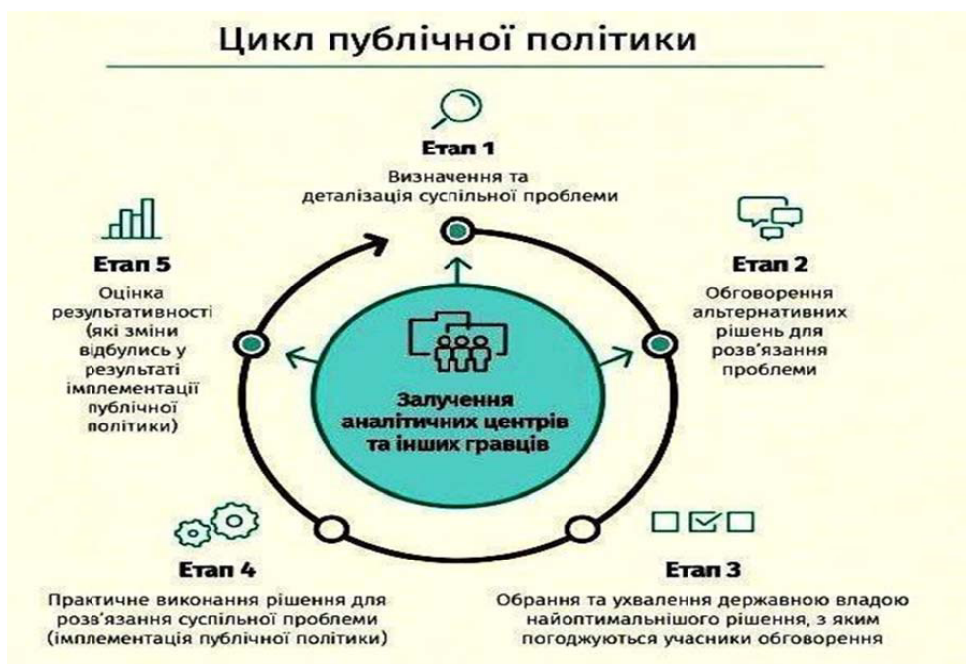 Цикл публічної політики
Етап 1
Визначення та
деталізація суспільної проблеми
Етап 2
Обговорення
альтернативних
рішень для
розв'язання
проблеми
Етап 3
Обрання та ухвалення державною владою
найоптимальнішого рішення, з яким
погоджуються учасники обговорення
Етап 4
Практичне виконання рішення для
розв'язання суспільної проблеми
(імплементація публічної політики)
Етап 5
Оцінка
результативності
(які зміни
відбулись у
результаті
імплементації
публічної
політики)
Залучення
аналітичних центрів
та інших гравців